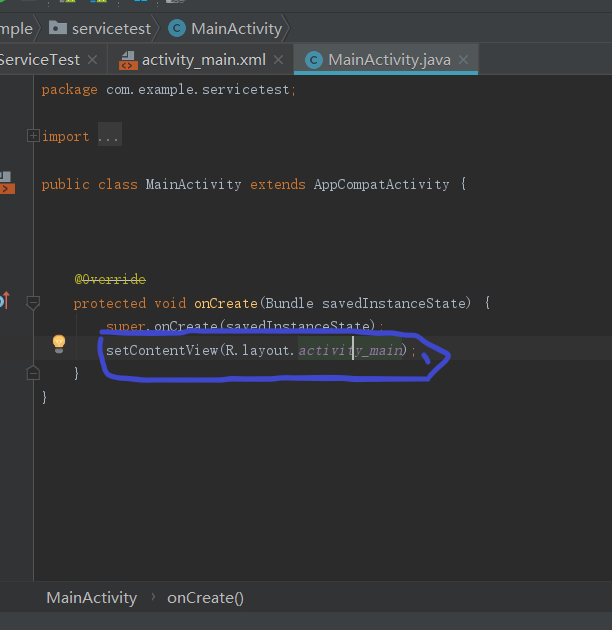 mple servicetest MainActivity
ServiceTest activity_main.xml MainActivity.java
package com.example.servicetest;
import ...
public class MainActivity extends AppCompatActivity {
@Override
protected void onCreate(Bundle savedInstanceState) {
super.onCreate(savedInstanceState);
setContentView(R.layout.activity_main);
}
}
MainActivity onCreate()